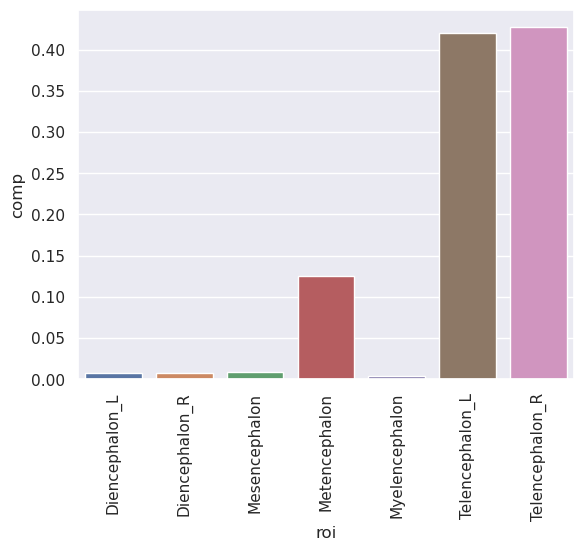 0.40
0.35
0.30
0.25
0.20
0.15
0.10
0.05
0.00
comp
Diencephalon_L
Diencephalon_R
Mesencephalon
Metencephalon
Myelencephalon
Telencephalon_L
Telencephalon_R
roi